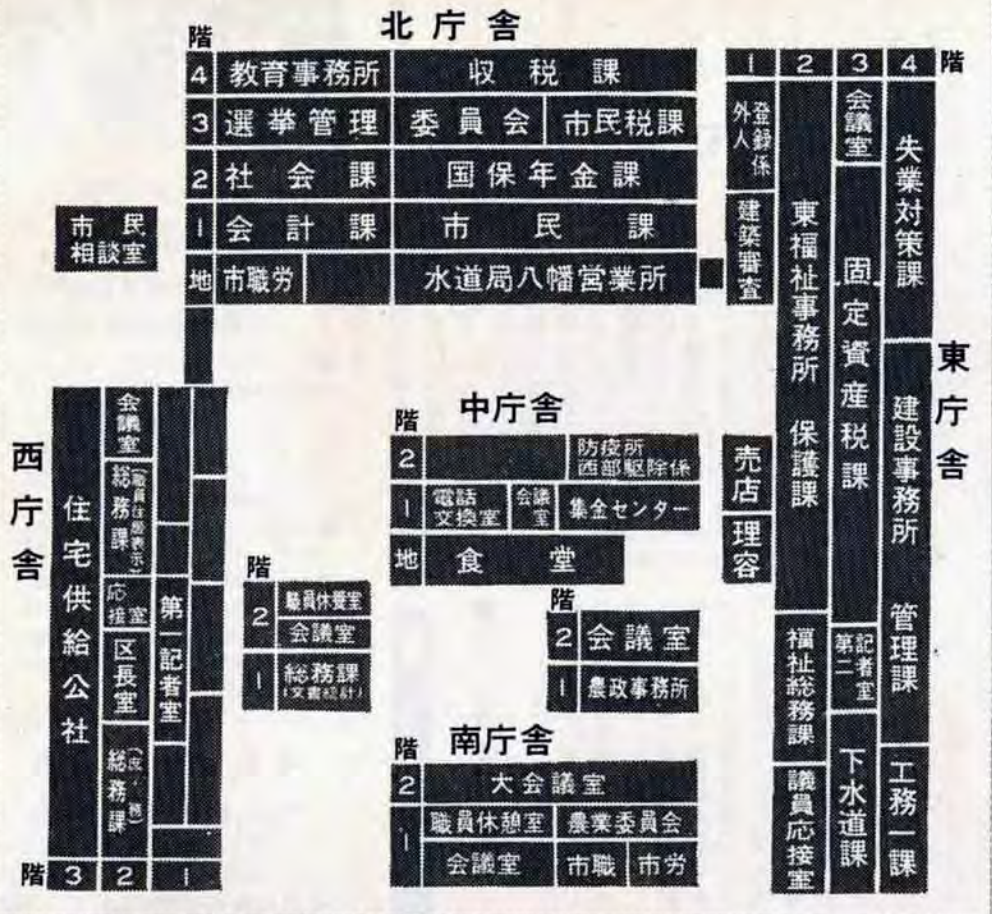 北庁舎
階
4 教育事務所 収税課
3 選挙管理 委員会 市民税課
2 社会課 国保年金課
1 会計課 市民課
地 市職労 水道局八幡営業所
市民
相談室
東庁舎
1 2 3 4 階
外人登録係
建築審査
東福祉事務所 保護課
福祉総務課
議員応接室
会議室
固定資産税課
第二記者室
下水道課
失業対策課
建設事務所 管理課
工務一課
売店
理容
中庁舎
階
2 防疫所
西部駆除係
1 電話
交換室 会議室 集金センター
地 食堂
西庁舎
住宅供給公社
会議室
総務課
応接室
区長室
総務課
第一記者室
階 3 2 1
階
2 職員休養室
会議室
1 総務課
(文書統計)
階
2 会議室
1 農政事務所
南庁舎
階
2 大会議室
1 職員休憩室 農業委員会
会議室 市職 市労